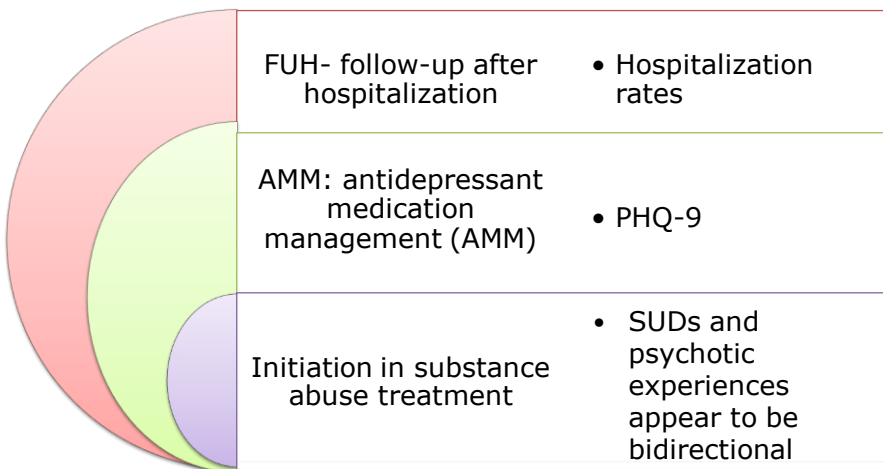 FUH- follow-up after
hospitalization
• Hospitalization
rates
AMM: antidepressant
medication
management (AMM)
• PHQ-9
Initiation in substance
abuse treatment
• SUDs and
psychotic
experiences
appear to be
bidirectional